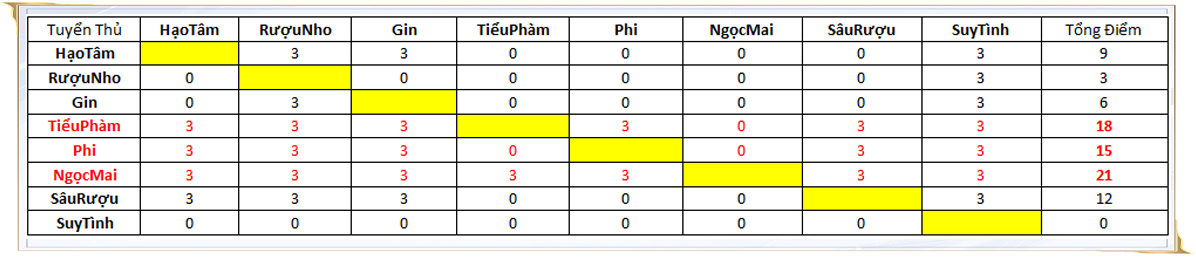 Tuyển Thủ HạoTâm RượuNho Gin TiểuPhàm Phi NgọcMai SâuRượu SuyTình Tổng Điểm
HạoTâm 3 3 0 0 0 0 3 9
RượuNho 0 0 0 0 0 0 3 3
Gin 0 3 0 0 0 0 3 6
TiểuPhàm 3 3 3 3 0 3 3 18
Phi 3 3 3 0 0 3 3 15
NgọcMai 3 3 3 3 3 3 3 21
SâuRượu 3 3 3 0 0 0 3 12
SuyTình 0 0 0 0 0 0 0 0